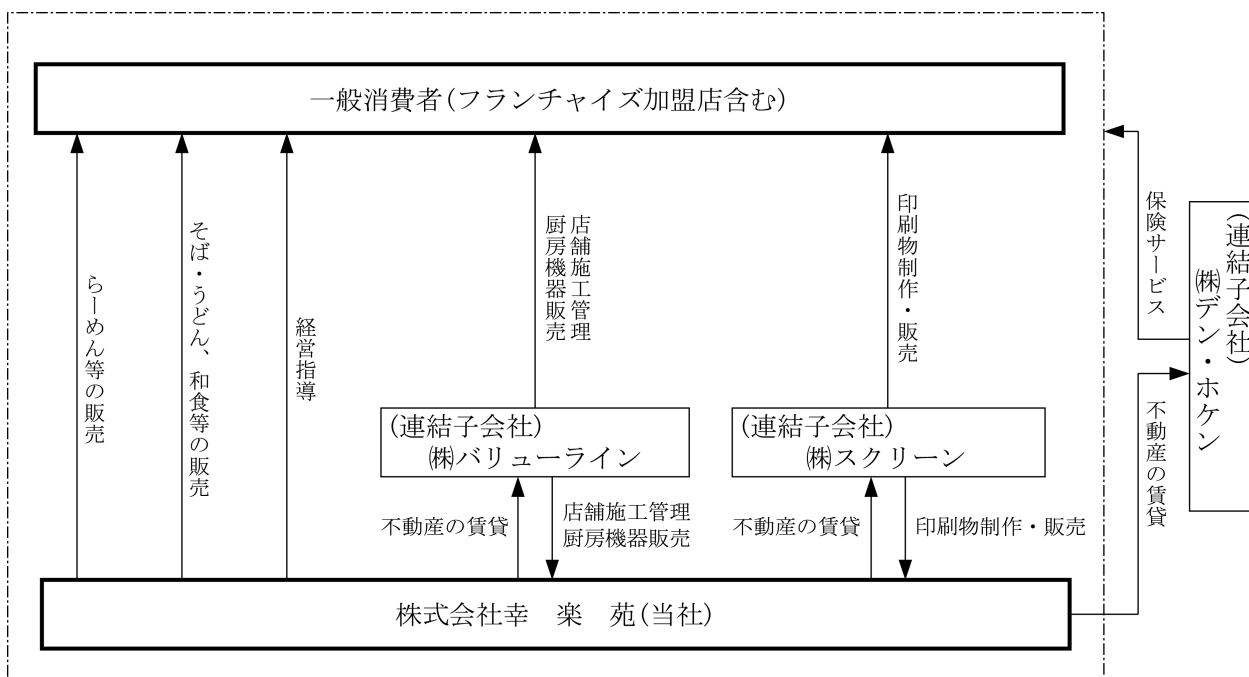 一般消費者(フランチャイズ加盟店含む)
らーめん等の販売
そば・うどん、和食等の販売
経営指導
店舗施工管理
厨房機器販売
印刷物制作・販売
保険サービス
(連結子会社)
㈱デン・ホケン
(連結子会社)
㈱バリューライン
(連結子会社)
㈱スクリーン
不動産の賃貸
店舗施工管理
厨房機器販売
不動産の賃貸
印刷物制作・販売
不動産の賃貸
株式会社幸　楽　苑(当社)